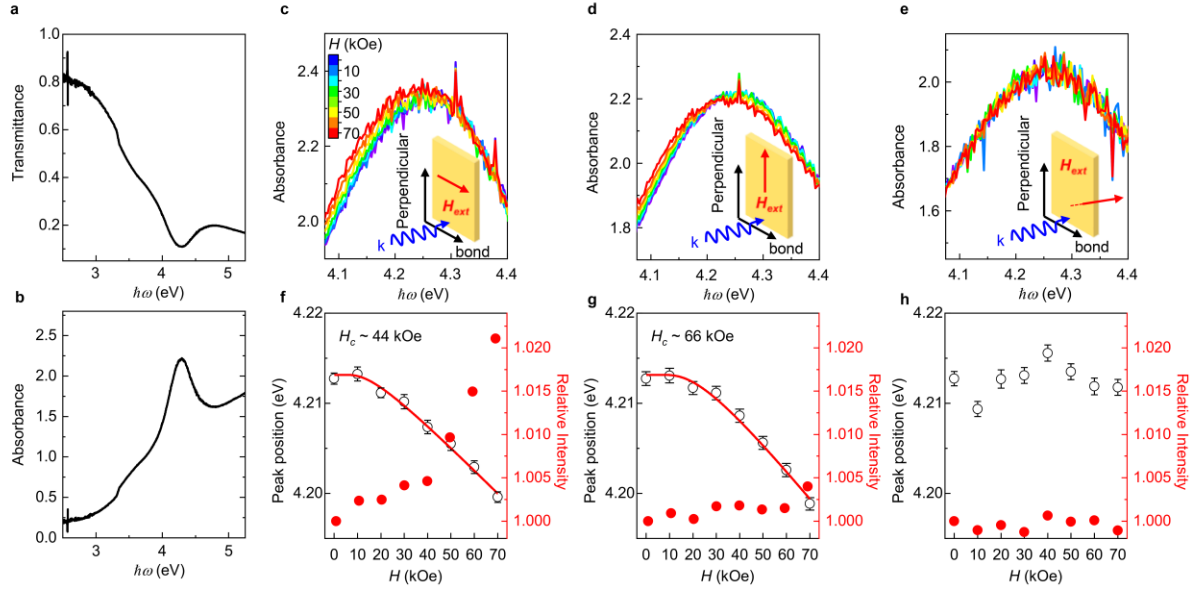 a
Transmittance
1.0
0.8
0.6
0.4
0.2
3
4
5
ħω (eV)
b
Absorbance
2.5
2.0
1.5
1.0
0.5
0.0
3
4
5
ħω (eV)
c
Absorbance
2.4
2.2
2.0
H (kOe)
10
30
50
70
Perpendicular
H_ext
k
bond
4.1
4.2
4.3
4.4
ħω (eV)
d
Absorbance
2.4
2.2
2.0
1.8
Perpendicular
H_ext
k
bond
4.1
4.2
4.3
4.4
ħω (eV)
e
Absorbance
2.0
1.8
1.6
Perpendicular
H_ext
k
bond
4.1
4.2
4.3
4.4
ħω (eV)
f
Peak position (eV)
4.22
4.21
4.20
H_c ~ 44 kOe
1.020
1.015
1.010
1.005
1.000
Relative Intensity
0 10 20 30 40 50 60 70
H (kOe)
g
Peak position (eV)
4.22
4.21
4.20
H_c ~ 66 kOe
1.020
1.015
1.010
1.005
1.000
Relative Intensity
0 10 20 30 40 50 60 70
H (kOe)
h
Peak position (eV)
4.22
4.21
4.20
1.020
1.015
1.010
1.005
1.000
Relative Intensity
0 10 20 30 40 50 60 70
H (kOe)